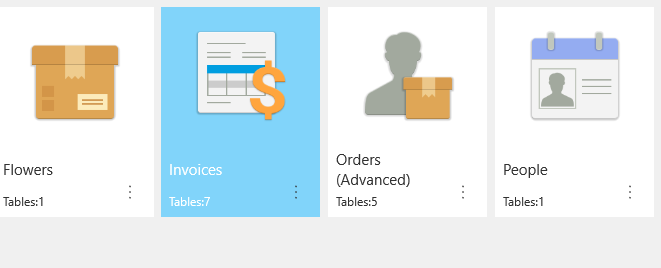 Flowers
Tables:1
Invoices
Tables:7
Orders
(Advanced)
Tables:5
People
Tables:1